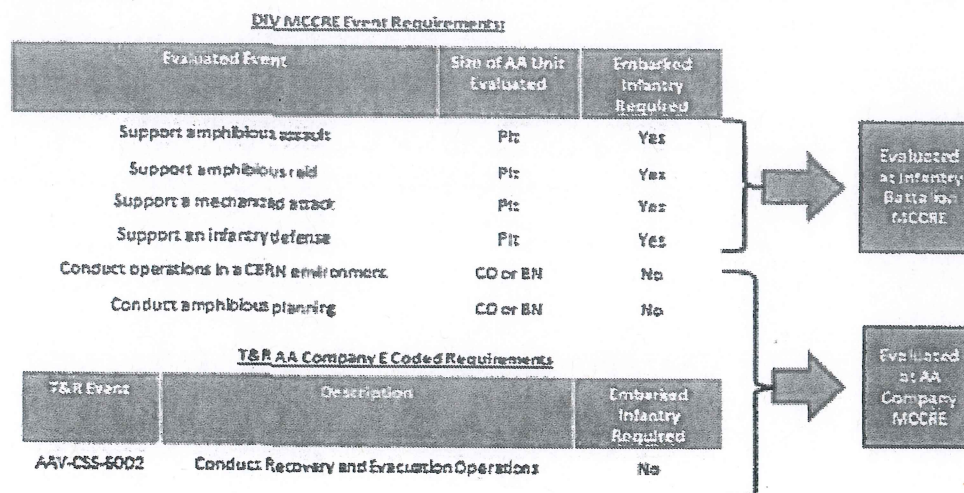 DIV MCCRE Event Requirements
Evaluated Event
Size of AA Unit Evaluated
Embarked Infantry Required
Support amphibious assault Plt Yes
Support amphibious raid Plt Yes
Support a mechanized attack Plt Yes
Support an infantry defense Plt Yes
Conduct operations in a CBRN environment CO or BN No
Conduct amphibious planning CO or BN No
Evaluated
at Infantry
Battalion
MCCRE
T&R AA Company E Coded Requirements
T&R Event
Description
Embarked
Infantry
Required
AAV-CSS-6002 Conduct Recovery and Evacuation Operations No
Evaluated
at AA
Company
MCCRE